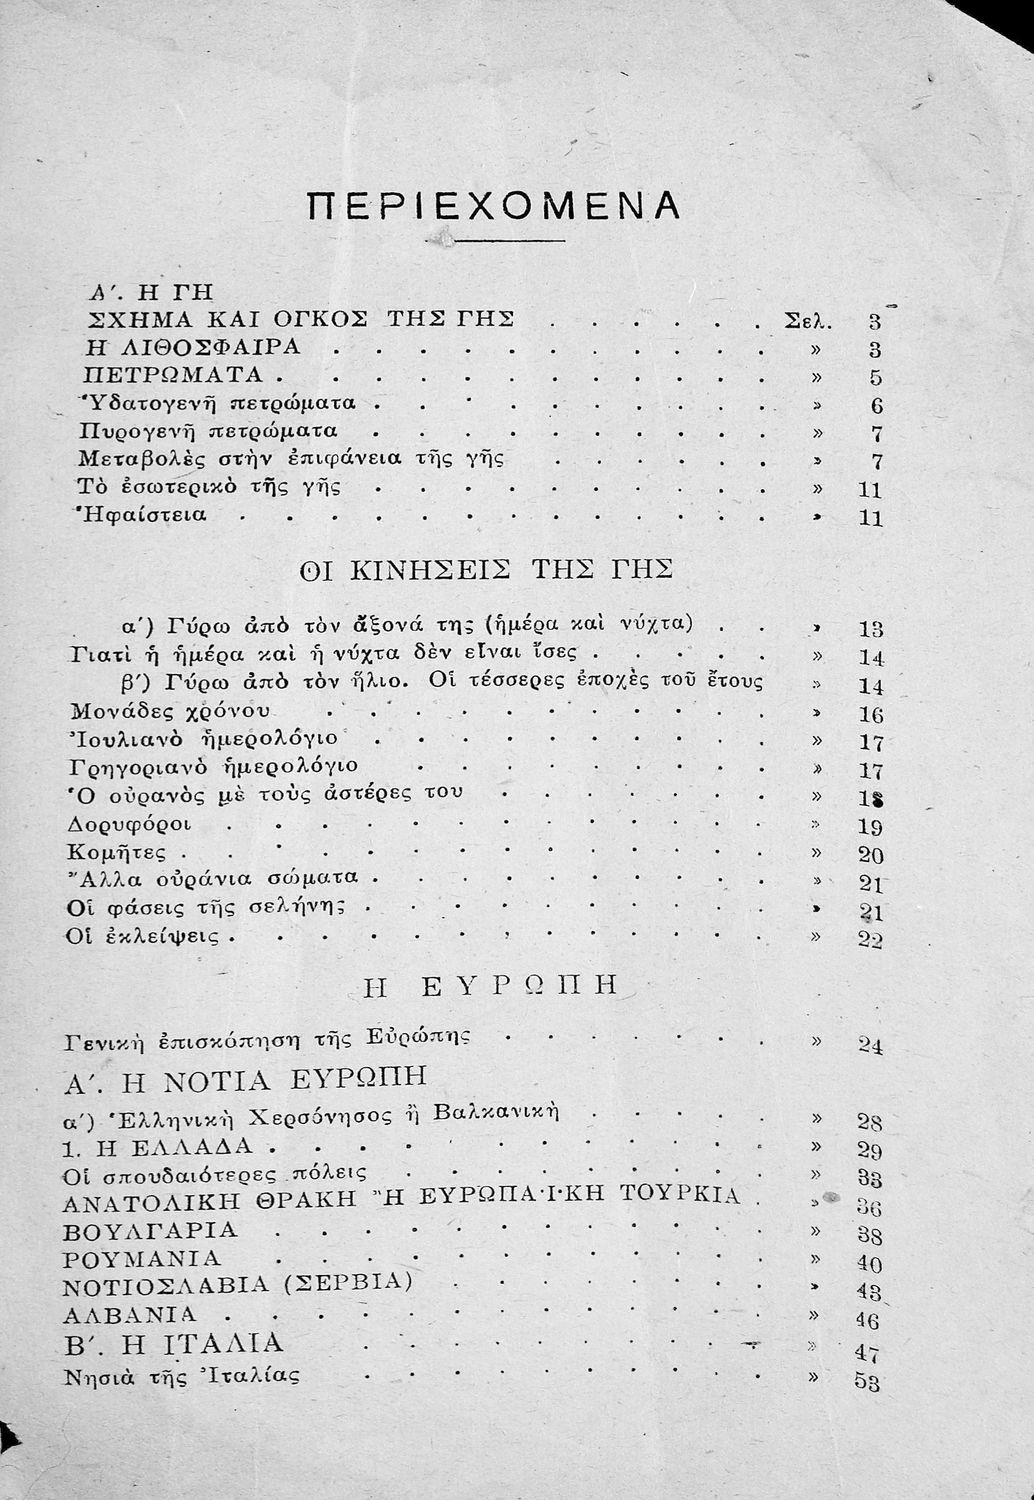 ΠΕΡΙΕΧΟΜΕΝΑ
Α΄. Η ΓΗ
ΣΧΗΜΑ ΚΑΙ ΟΓΚΟΣ ΤΗΣ ΓΗΣ . . . . . . Σελ. 3
Η ΛΙΘΟΣΦΑΙΡΑ . . . . . . . . . . » 3
ΠΕΤΡΩΜΑΤΑ . . . . . . . . . . . . » 5
Ὑδατογενῆ πετρώματα . . . . . . . . . . » 6
Πυρογενῆ πετρώματα . . . . . . . . . » 7
Μεταβολὲς στὴν ἐπιφάνεια τῆς γῆς . . . . . » 7
Τὸ ἐσωτερικὸ τῆς γῆς . . . . . . . . . » 11
Ἡφαίστεια . . . . . . . . . . . . » 11
ΟΙ ΚΙΝΗΣΕΙΣ ΤΗΣ ΓΗΣ
α΄) Γύρω ἀπὸ τὸν ἄξονά της (ἡμέρα καὶ νύχτα) . . » 13
Γιατὶ ἡ ἡμέρα καὶ ἡ νύχτα δὲν εἶναι ἴσες . . . . . » 14
β΄) Γύρω ἀπὸ τὸν ἥλιο. Οἱ τέσσερες ἐποχὲς τοῦ ἔτους » 14
Μονάδες χρόνου . . . . . . . . . . » 16
Ἰουλιανὸ ἡμερολόγιο . . . . . . . . . » 17
Γρηγοριανὸ ἡμερολόγιο . . . . . . . . » 17
Ὁ οὐρανὸς μὲ τοὺς ἀστέρες του . . . . . . » 18
Δορυφόροι . . . . . . . . . . . . » 19
Κομῆτες . . . . . . . . . . . . . » 20
Ἄλλα οὐράνια σώματα . . . . . . . . . » 21
Οἱ φάσεις τῆς σελήνης . . . . . . . . . » 21
Οἱ ἐκλείψεις . . . . . . . . . . . . » 22
Η ΕΥΡΩΠΗ
Γενικὴ ἐπισκόπηση τῆς Εὐρώπης . . . . . . » 24
Α΄. Η ΝΟΤΙΑ ΕΥΡΩΠΗ
α΄) Ἑλληνικὴ Χερσόνησος ἢ Βαλκανικὴ . . . . » 28
1. Η ΕΛΛΑΔΑ . . . . . . . . . . . » 29
Οἱ σπουδαιότερες πόλεις . . . . . . . . » 33
ΑΝΑΤΟΛΙΚΗ ΘΡΑΚΗ Ἢ ΕΥΡΩΠΑ·Ι·ΚΗ ΤΟΥΡΚΙΑ . » 36
ΒΟΥΛΓΑΡΙΑ . . . . . . . . . . . » 38
ΡΟΥΜΑΝΙΑ . . . . . . . . . . . » 40
ΝΟΤΙΟΣΛΑΒΙΑ (ΣΕΡΒΙΑ) . . . . . . . » 43
ΑΛΒΑΝΙΑ . . . . . . . . . . . . » 46
Β΄. Η ΙΤΑΛΙΑ . . . . . . . . » 47
Νησιὰ τῆς Ἰταλίας . . . . . . . . . » 53